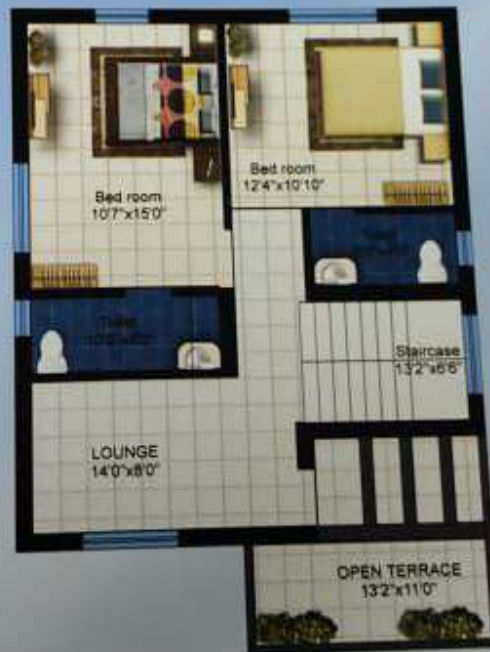 Bed room
10'7"x15'0"
Bed room
12'4"x10'10"
Toilet
Staircase
13'2"x6'6"
LOUNGE
14'0"x8'0"
OPEN TERRACE
13'2"x11'0"